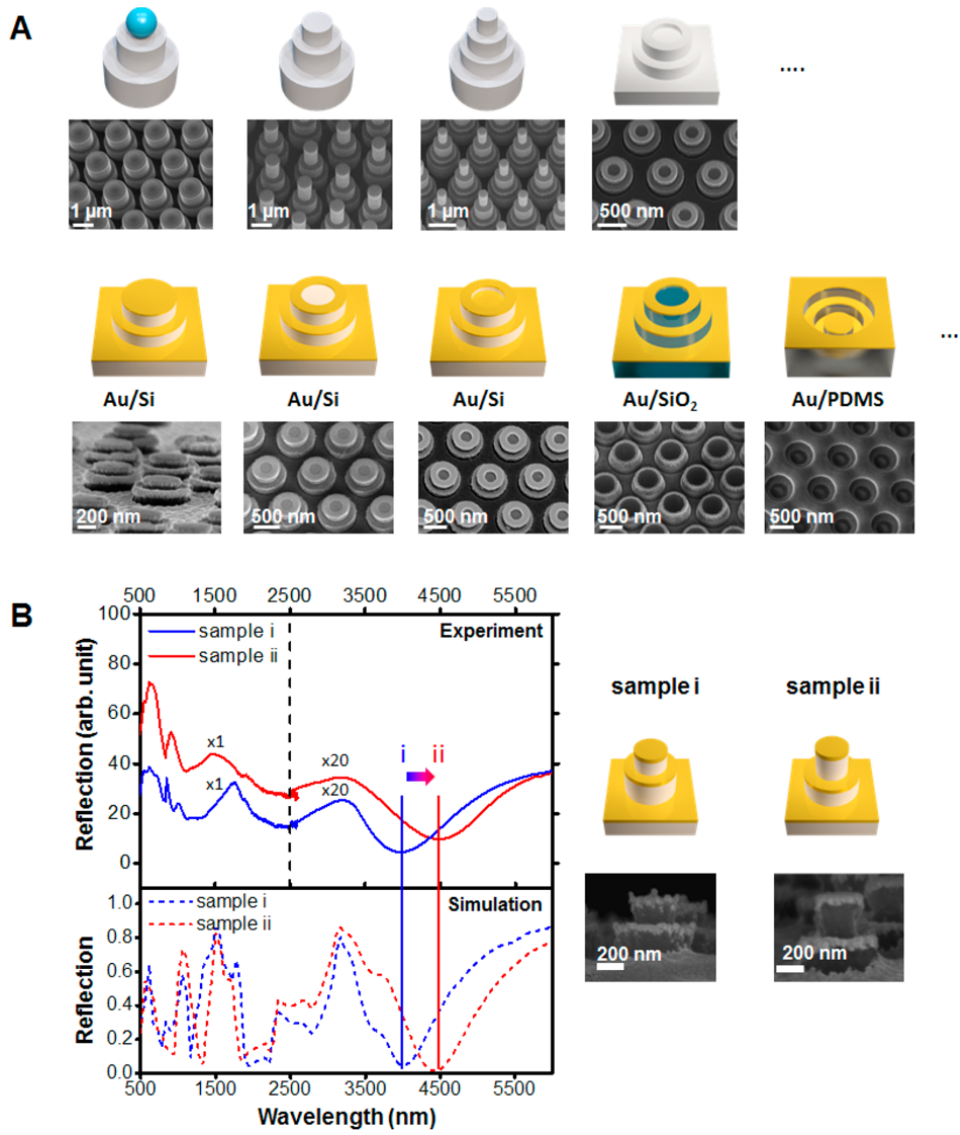 A
....
1 µm
1 µm
1 µm
500 nm
Au/Si
Au/Si
Au/Si
Au/SiO₂
Au/PDMS
...
200 nm
500 nm
500 nm
500 nm
500 nm
B
500 1500 2500 3500 4500 5500
100
80
60
40
20
0
Reflection (arb. unit)
sample i
sample ii
Experiment
x1
x20
x1
x20
i
ii
sample i
sample ii
Simulation
1.0
0.8
0.6
0.4
0.2
0.0
Reflection
500 1500 2500 3500 4500 5500
Wavelength (nm)
sample i
sample ii
200 nm
200 nm